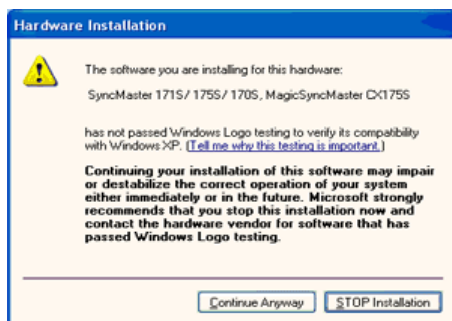 Hardware Installation
The software you are installing for this hardware:
SyncMaster 171S/ 175S/ 170S, MagicSyncMaster CX175S
has not passed Windows Logo testing to verify its compatibility
with Windows XP. (Tell me why this testing is important.)
Continuing your installation of this software may impair
or destabilize the correct operation of your system
either immediately or in the future. Microsoft strongly
recommends that you stop this installation now and
contact the hardware vendor for software that has
passed Windows Logo testing.
Continue Anyway STOP Installation